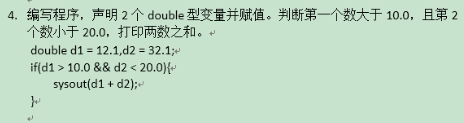 4. 编写程序，声明 2 个 double 型变量并赋值。判断第一个数大于 10.0，且第 2
个数小于 20.0，打印两数之和。
double d1 = 12.1,d2 = 32.1;
if(d1 > 10.0 && d2 < 20.0){
sysout(d1 + d2);
}